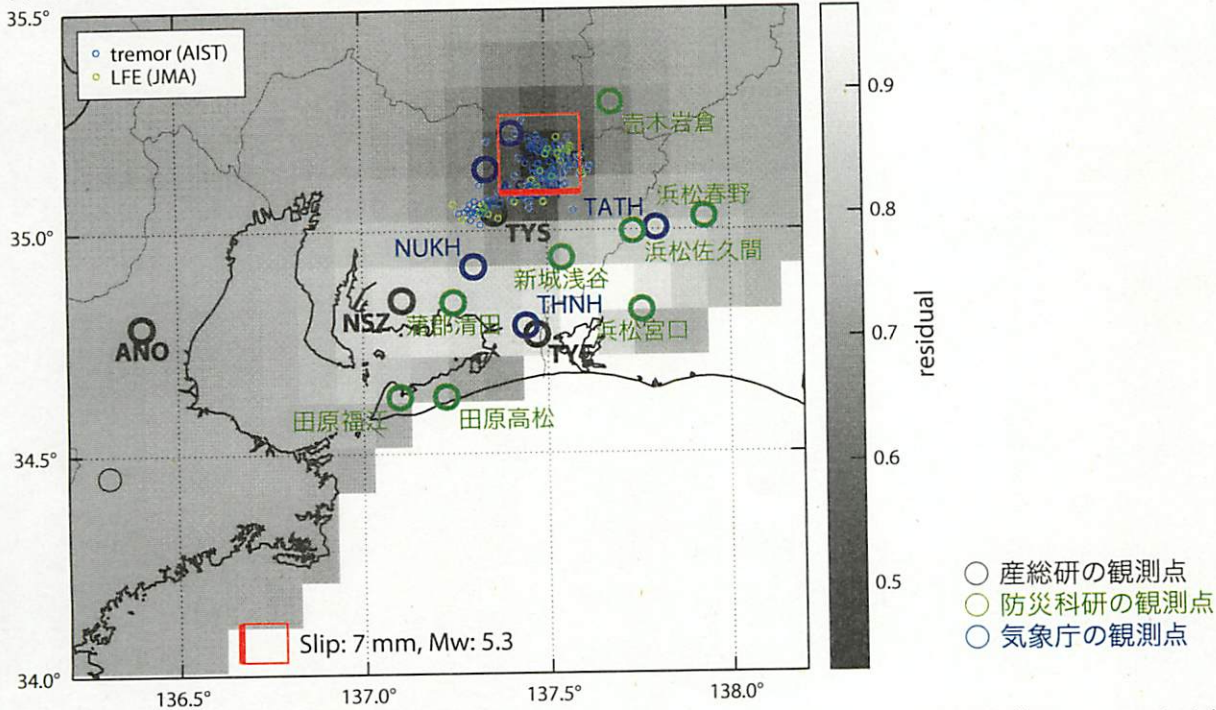 35.5°
tremor (AIST)
LFE (JMA)
売木岩倉
浜松春野
TATH
35.0°
TYS
浜松佐久間
NUKH
新城浅谷
THNH
NSZ
蒲郡清田
浜松宮口
ANO
TYE
田原福江
田原高松
34.5°
Slip: 7 mm, Mw: 5.3
34.0°
136.5°
137.0°
137.5°
138.0°
0.9
0.8
0.7
0.6
0.5
residual
産総研の観測点
防災科研の観測点
気象庁の観測点